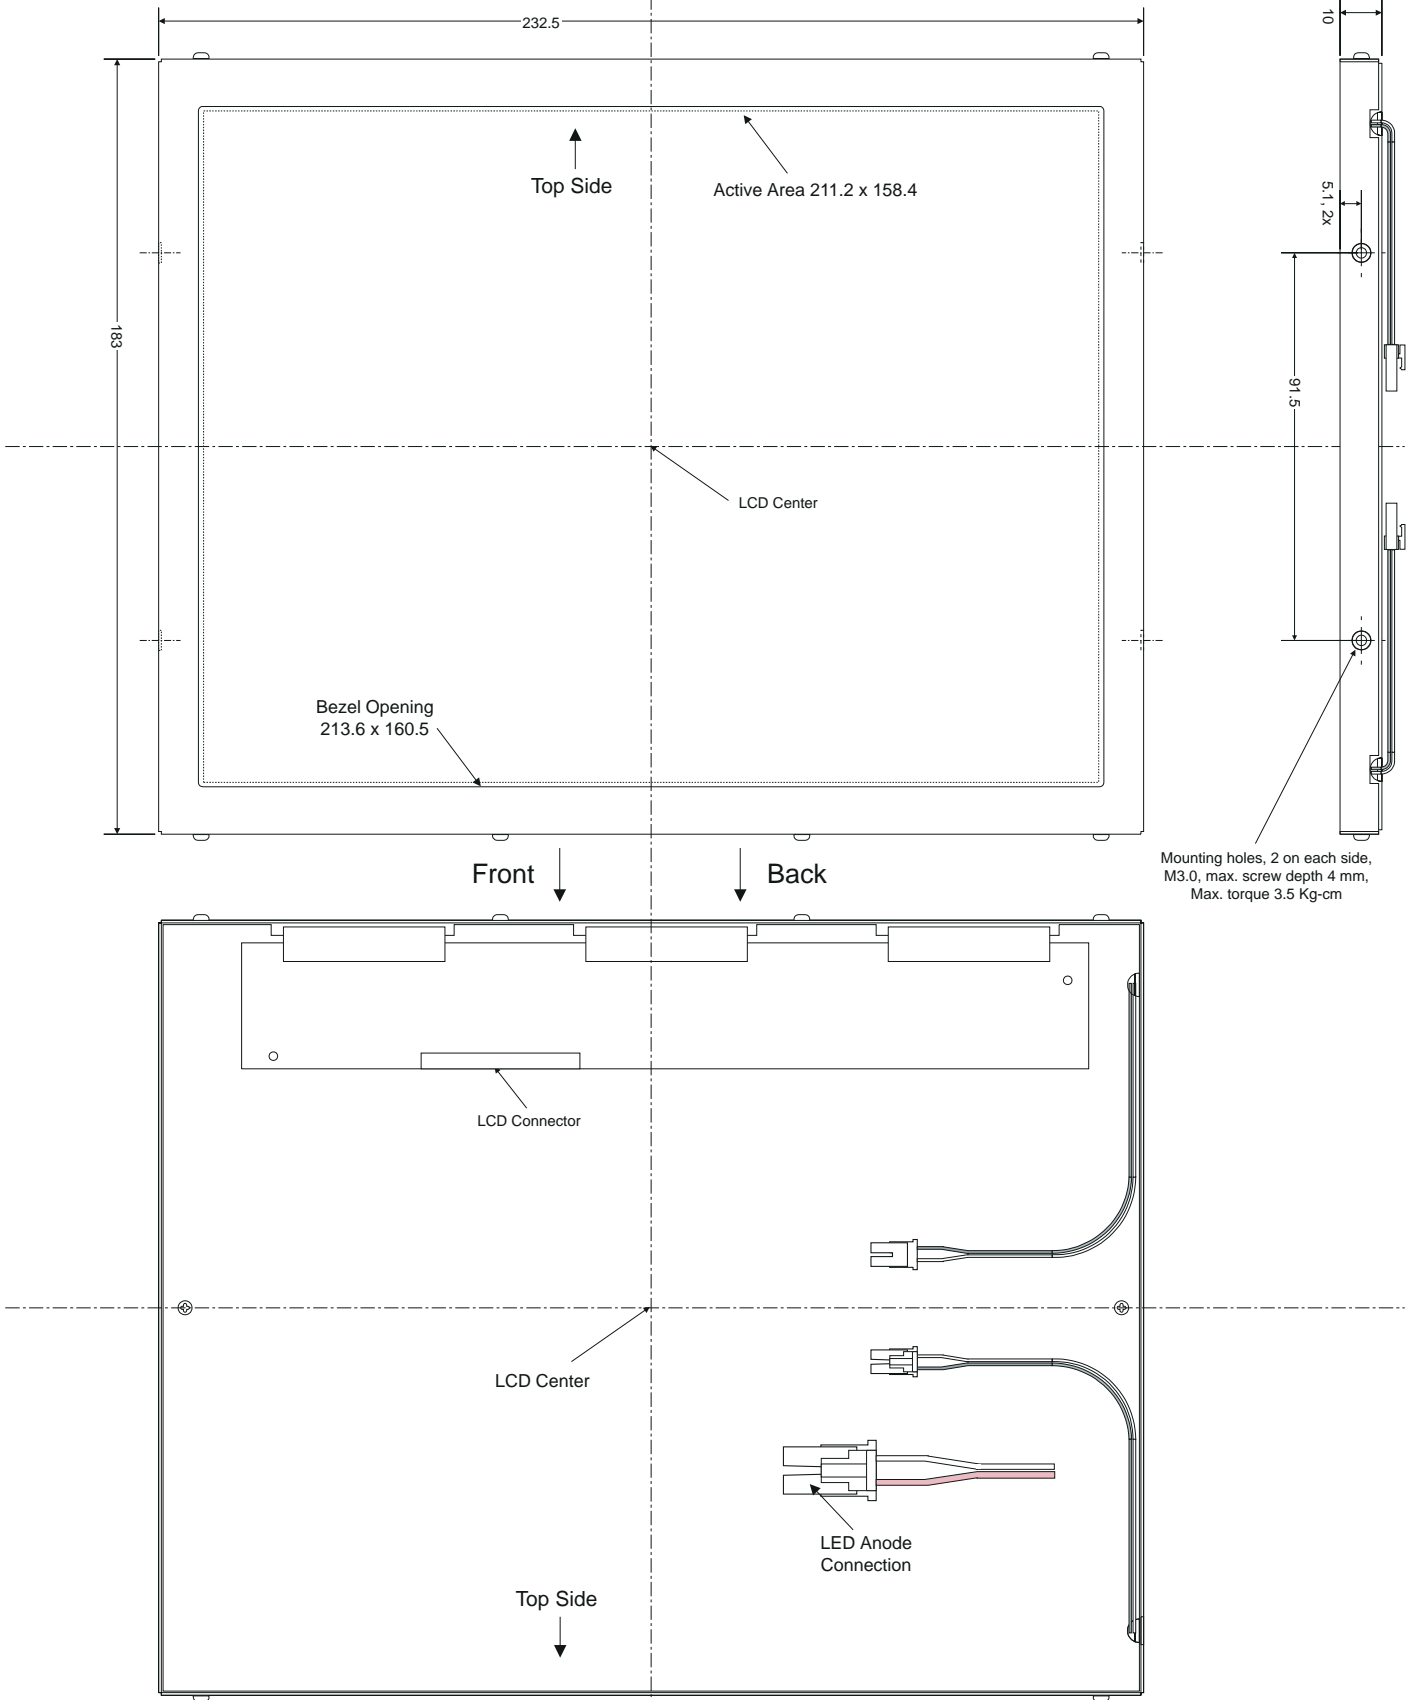 232.5
10
Top Side
Active Area 211.2 x 158.4
5.1, 2x
183
91.5
LCD Center
Bezel Opening
213.6 x 160.5
Front
Back
Mounting holes, 2 on each side,
M3.0, max. screw depth 4 mm,
Max. torque 3.5 Kg-cm
LCD Connector
LCD Center
LED Anode
Connection
Top Side